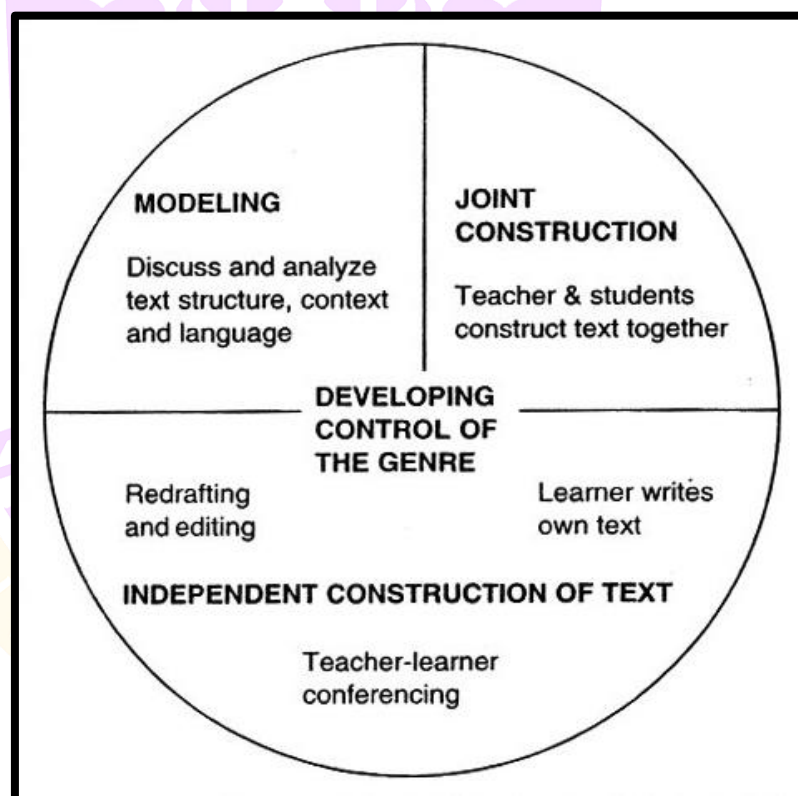 MODELING
Discuss and analyze
text structure, context
and language
JOINT
CONSTRUCTION
Teacher & students
construct text together
DEVELOPING
CONTROL OF
THE GENRE
Redrafting
and editing
Learner writes
own text
INDEPENDENT CONSTRUCTION OF TEXT
Teacher-learner
conferencing